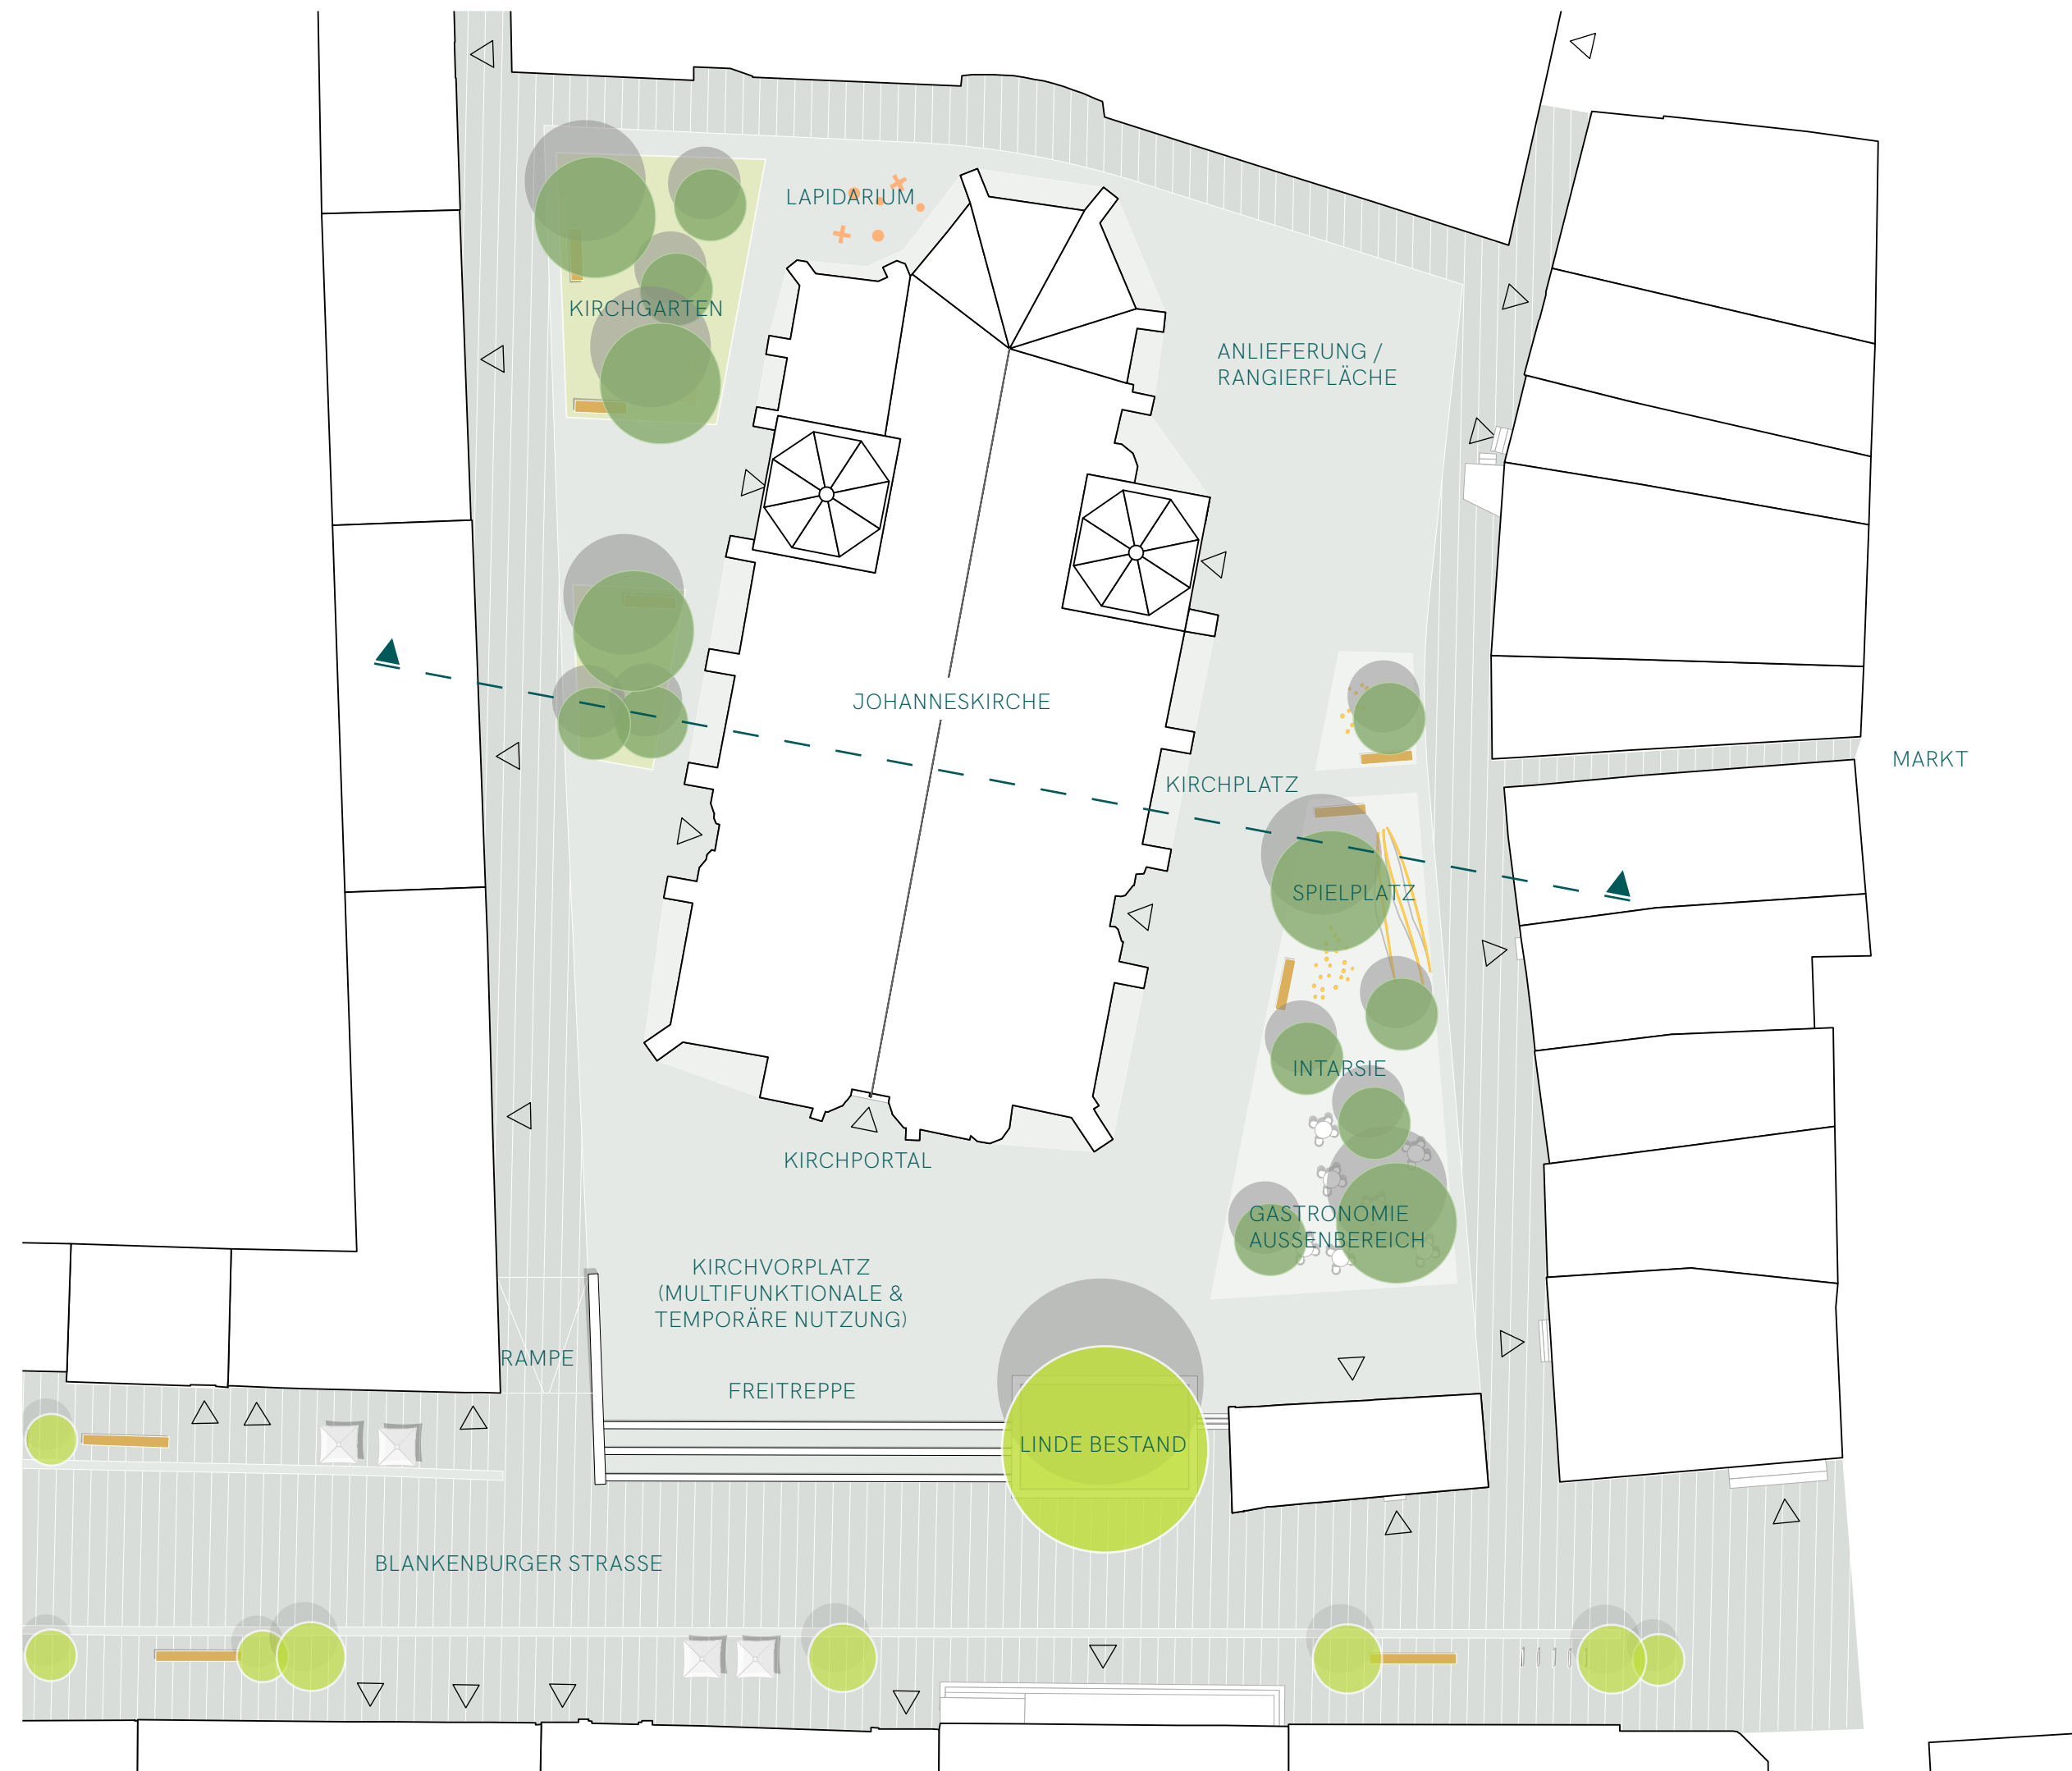 LAPIDARIUM
KIRCHGARTEN
ANLIEFERUNG /
RANGIERFLÄCHE
JOHANNESKIRCHE
MARKT
KIRCHPLATZ
SPIELPLATZ
INTARSIE
KIRCHPORTAL
GASTRONOMIE
AUSSENBEREICH
KIRCHVORPLATZ
(MULTIFUNKTIONALE &
TEMPORÄRE NUTZUNG)
RAMPE
FREITREPPE
LINDE BESTAND
BLANKENBURGER STRASSE